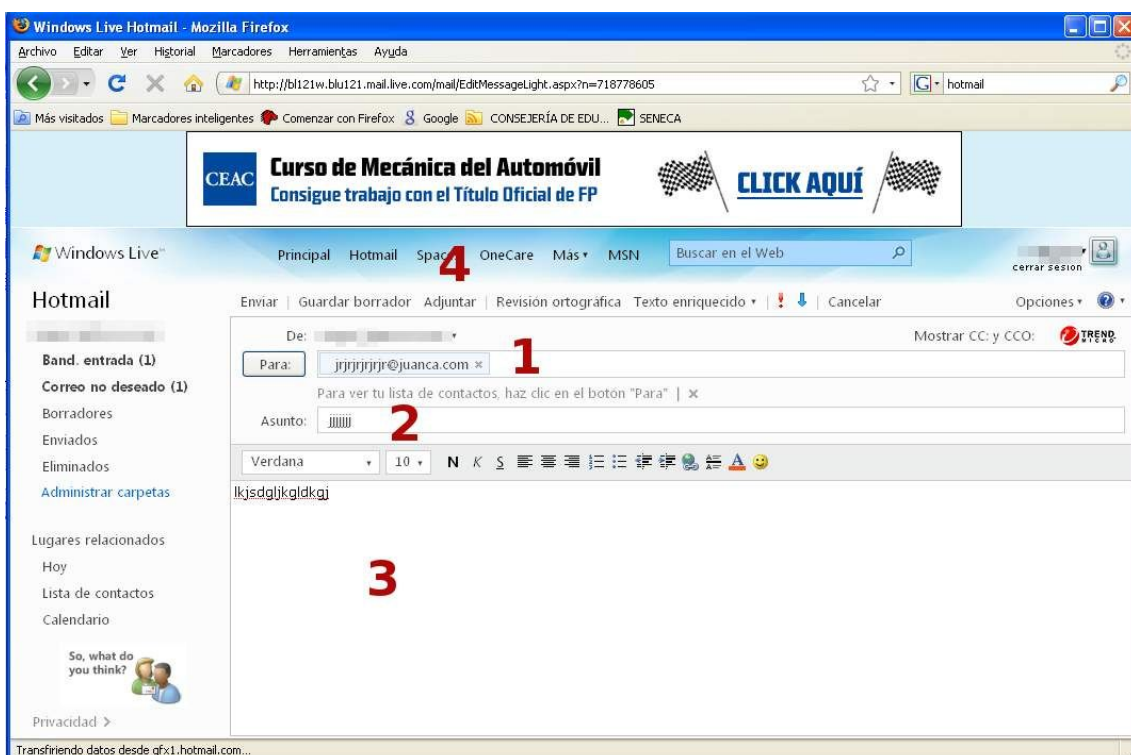 Windows Live Hotmail - Mozilla Firefox
Archivo Editar Ver Historial Marcadores Herramientas Ayuda
http://bl121w.blu121.mail.live.com/mail/EditMessageLight.aspx?n=718778605 G hotmail
Más visitados Marcadores inteligentes Comenzar con Firefox Google CONSEJERÍA DE EDU... SENECA
CEAC Curso de Mecánica del Automóvil
Consigue trabajo con el Título Oficial de FP
CLICK AQUÍ
Windows Live™ Principal Hotmail Spac 4 OneCare Más MSN Buscar en el Web
cerrar sesion
Hotmail Enviar | Guardar borrador Adjuntar | Revisión ortográfica Texto enriquecido | | Cancelar Opciones
De: Mostrar CC: y CCO: TREND MICRO
Band. entrada (1) Para: jrjrjrjrjrjr@juanca.com × 1
Correo no deseado (1) Para ver tu lista de contactos, haz clic en el botón "Para" | ×
Borradores Asunto: jjjjjjj 2
Enviados
Eliminados Verdana 10 N K S A
Administrar carpetas lkjsdgljkgldkgj
Lugares relacionados
Hoy 3
Lista de contactos
Calendario
So, what do
you think?
Privacidad >
Transfiriendo datos desde gfx1.hotmail.com...